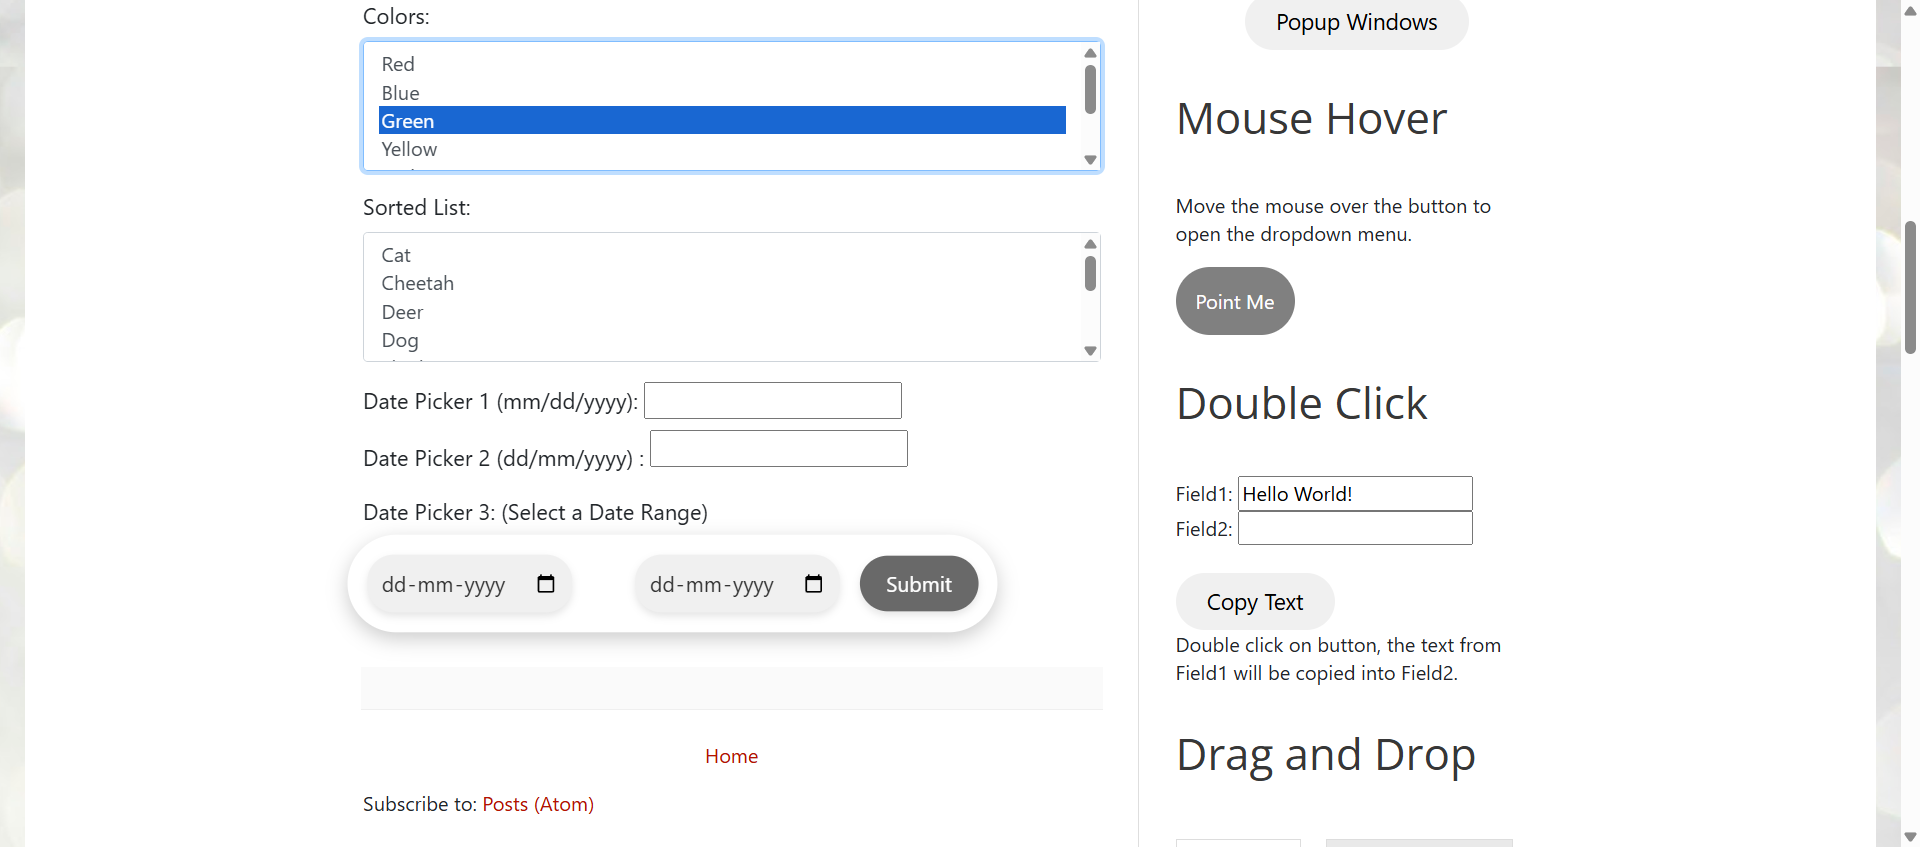 Colors:
Red
Blue
Green
Yellow
Sorted List:
Cat
Cheetah
Deer
Dog
Date Picker 1 (mm/dd/yyyy):
Date Picker 2 (dd/mm/yyyy) :
Date Picker 3: (Select a Date Range)
dd-mm-yyyy
dd-mm-yyyy
Submit
Home
Subscribe to: Posts (Atom)
Popup Windows
Mouse Hover
Move the mouse over the button to
open the dropdown menu.
Point Me
Double Click
Field1: Hello World!
Field2:
Copy Text
Double click on button, the text from
Field1 will be copied into Field2.
Drag and Drop